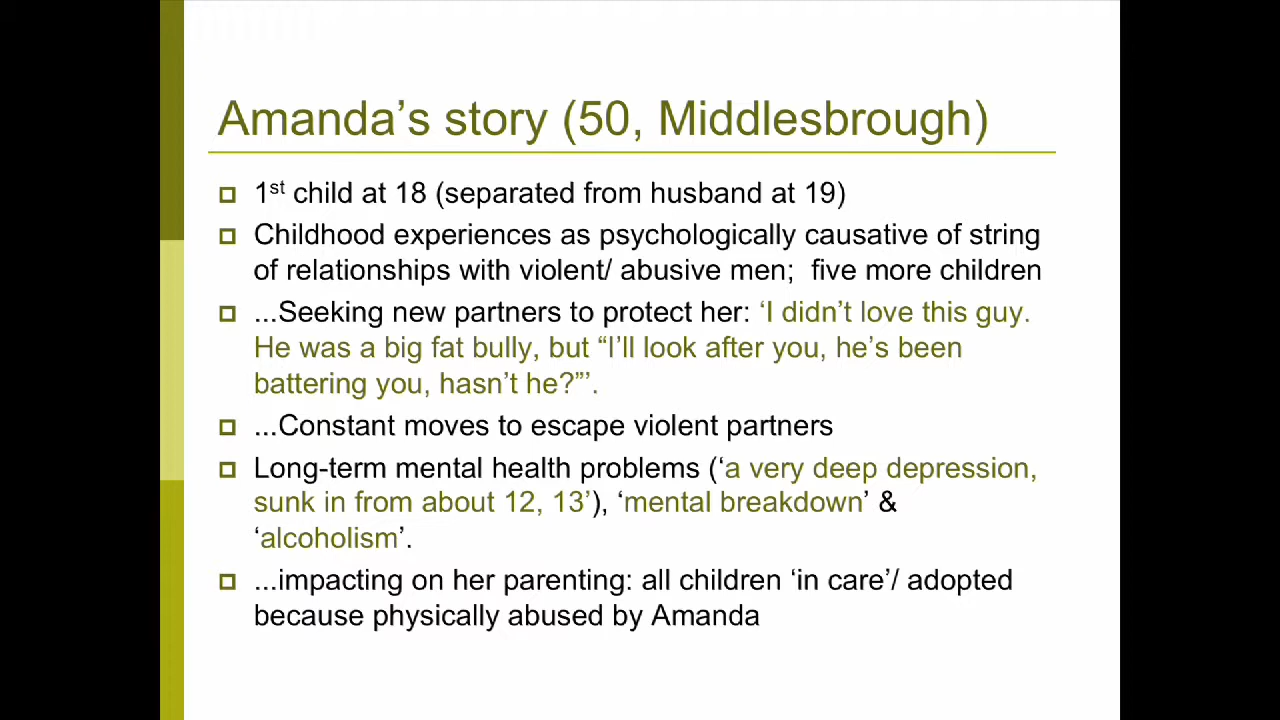 Amanda’s story (50, Middlesbrough)
1st child at 18 (separated from husband at 19)
Childhood experiences as psychologically causative of string
of relationships with violent/ abusive men;  five more children
...Seeking new partners to protect her: ‘I didn’t love this guy.
He was a big fat bully, but “I’ll look after you, he’s been
battering you, hasn’t he?”’.
...Constant moves to escape violent partners
Long-term mental health problems (‘a very deep depression,
sunk in from about 12, 13’), ‘mental breakdown’ &
‘alcoholism’.
...impacting on her parenting: all children ‘in care’/ adopted
because physically abused by Amanda